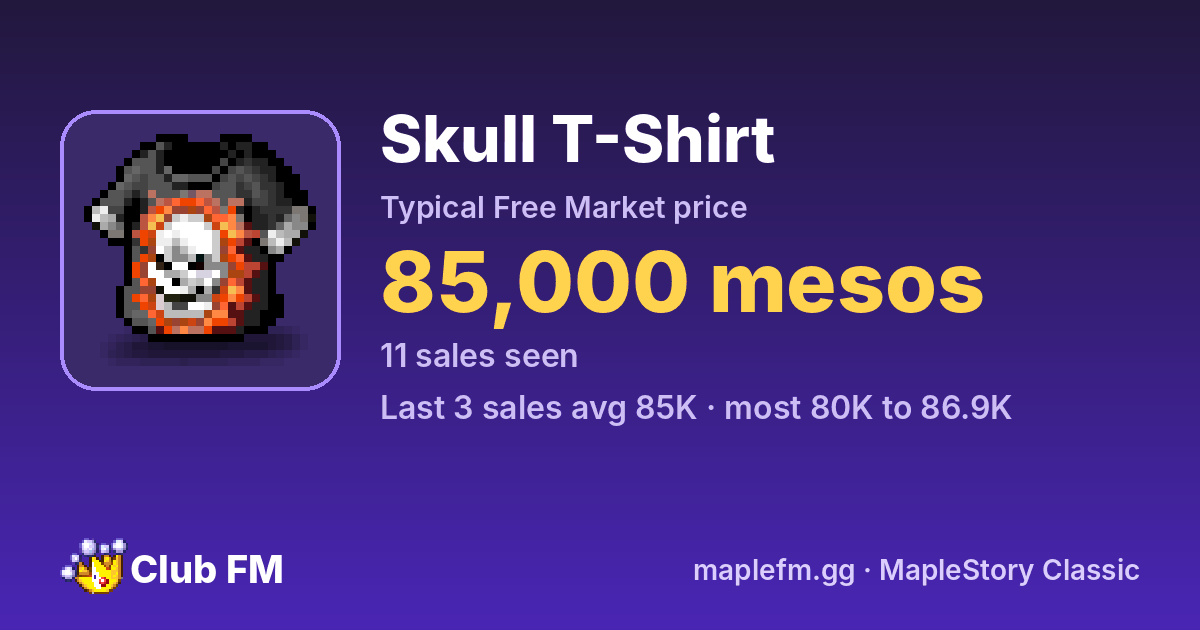 Skull T-Shirt
Typical Free Market price
85,000 mesos
11 sales seen
Last 3 sales avg 85K · most 80K to 86.9K
Club FM
maplefm.gg · MapleStory Classic